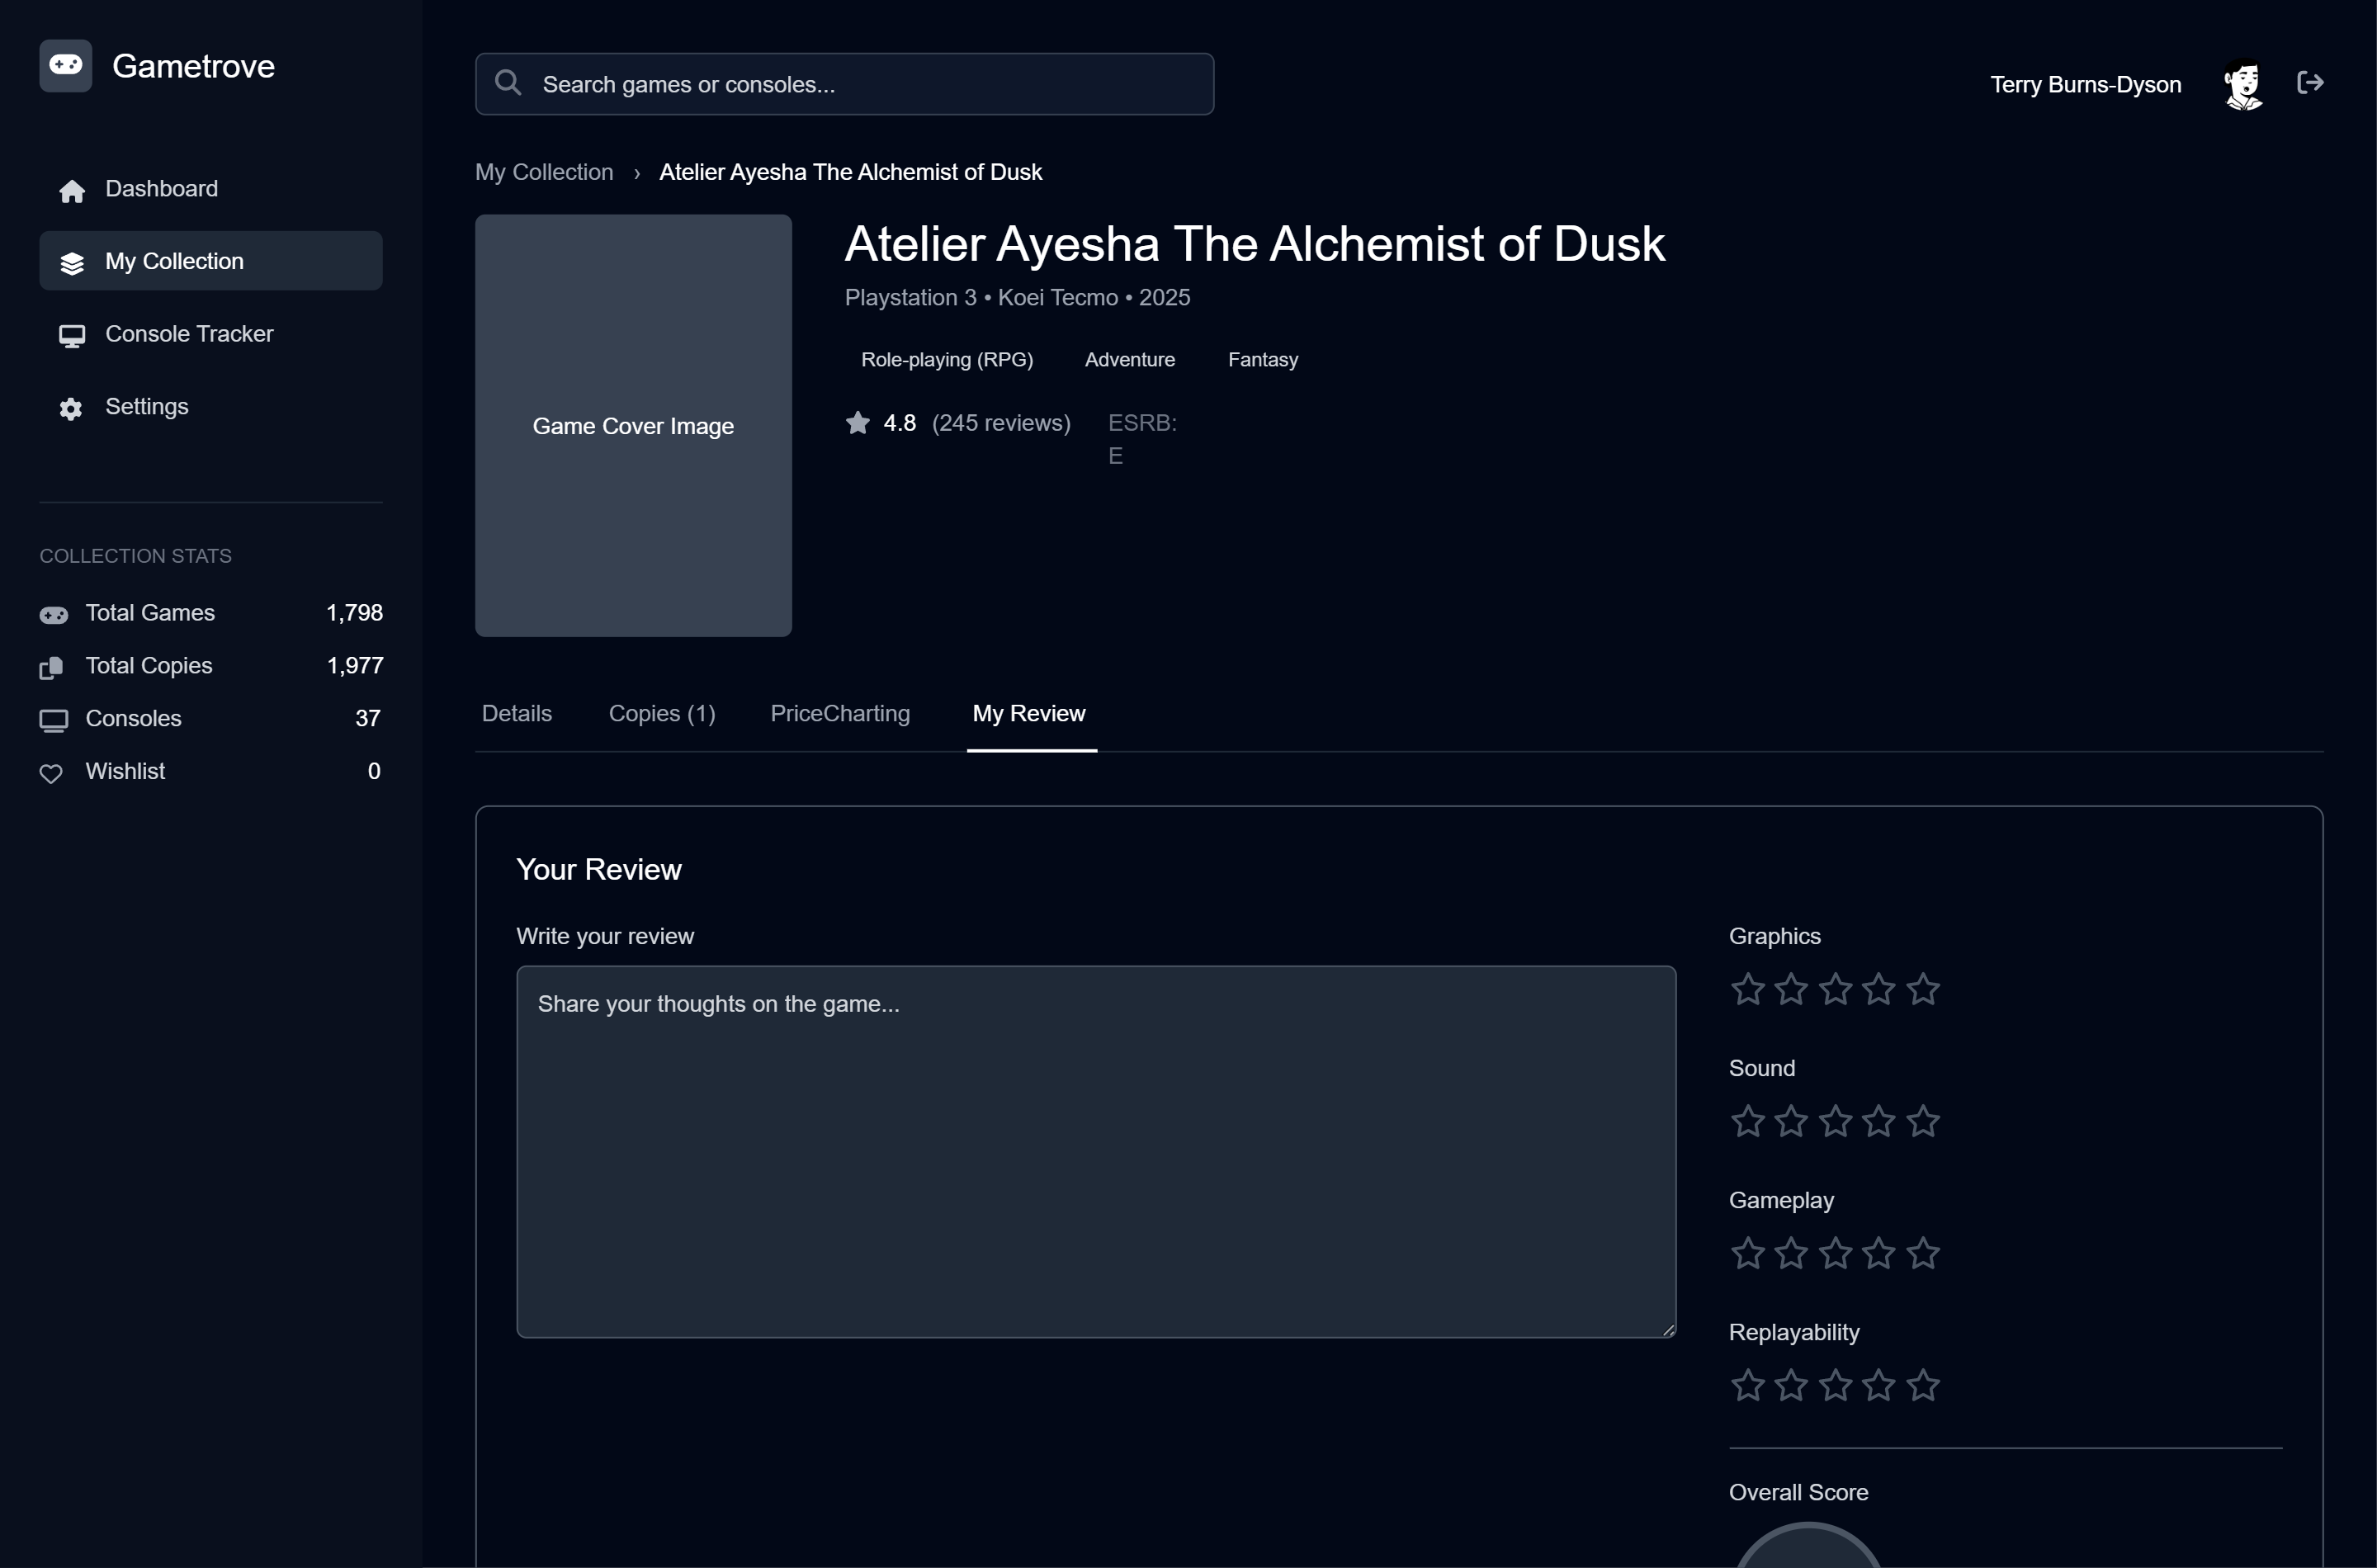 Gametrove
Dashboard
My Collection
Console Tracker
Settings
COLLECTION STATS
Total Games 1,798
Total Copies 1,977
Consoles 37
Wishlist 0
Search games or consoles...
Terry Burns-Dyson
My Collection › Atelier Ayesha The Alchemist of Dusk
Game Cover Image
Atelier Ayesha The Alchemist of Dusk
Playstation 3 • Koei Tecmo • 2025
Role-playing (RPG) Adventure Fantasy
4.8 (245 reviews) ESRB:
E
Details Copies (1) PriceCharting My Review
Your Review
Write your review
Share your thoughts on the game...
Graphics
Sound
Gameplay
Replayability
Overall Score